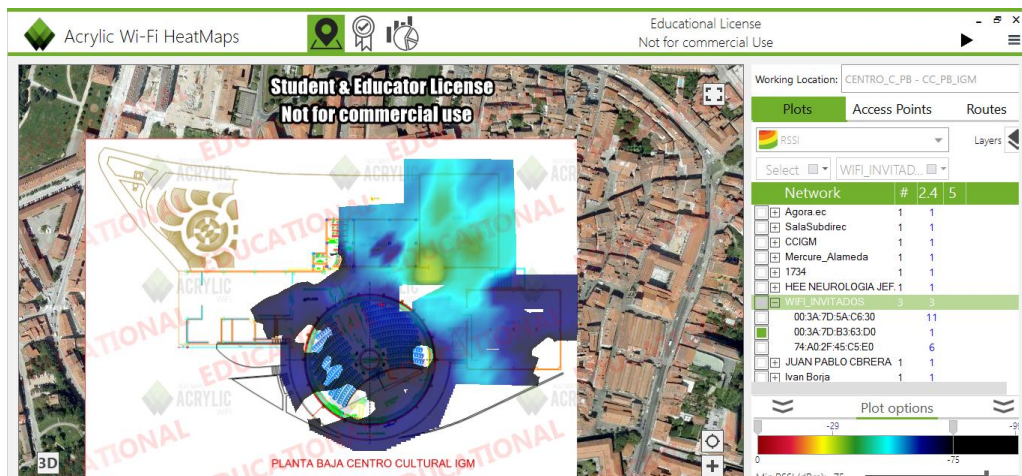 Acrylic Wi-Fi HeatMaps
Educational License
Not for commercial Use
Student & Educator License
Not for commercial use
EDUCATIONAL
ACRYLIC
PLANTA BAJA CENTRO CULTURAL IGM
3D
Working Location: CENTRO_C_PB - CC_PB_IGM
Plots Access Points Routes
RSSI Layers
Select WIFI_INVITAD...
Network # 2.4 5
Agora.ec 1 1
SalaSubdirec 1 1
CCIGM 1 1
Mercure_Alameda 1 1
1734 1 1
HEE NEUROLOGIA JEF. 1 1
WIFI_INVITADOS 3 3
00:3A:7D:5A:C6:30 11
00:3A:7D:B3:63:D0 1
74:A0:2F:45:C5:E0 6
JUAN PABLO CBRERA 1 1
Ivan Borja 1 1
Plot options
-29
0 -75